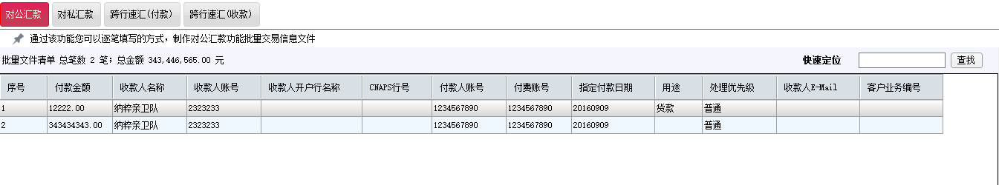 对公汇款 对私汇款 跨行速汇(付款) 跨行速汇(收款)
通过该功能您可以逐笔填写的方式，制作对公汇款功能批量交易信息文件
批量文件清单 总笔数 2 笔；总金额 343,446,565.00 元 快速定位 查找
序号 付款金额 收款人名称 收款人账号 收款人开户行名称 CNAPS行号 付款人账号 付费账号 指定付款日期 用途 处理优先级 收款人E-Mail 客户业务编号
1 12222.00 纳粹亲卫队 2323233 1234567890 1234567890 20160909 货款 普通
2 343434343.00 纳粹亲卫队 2323233 1234567890 1234567890 20160909 普通